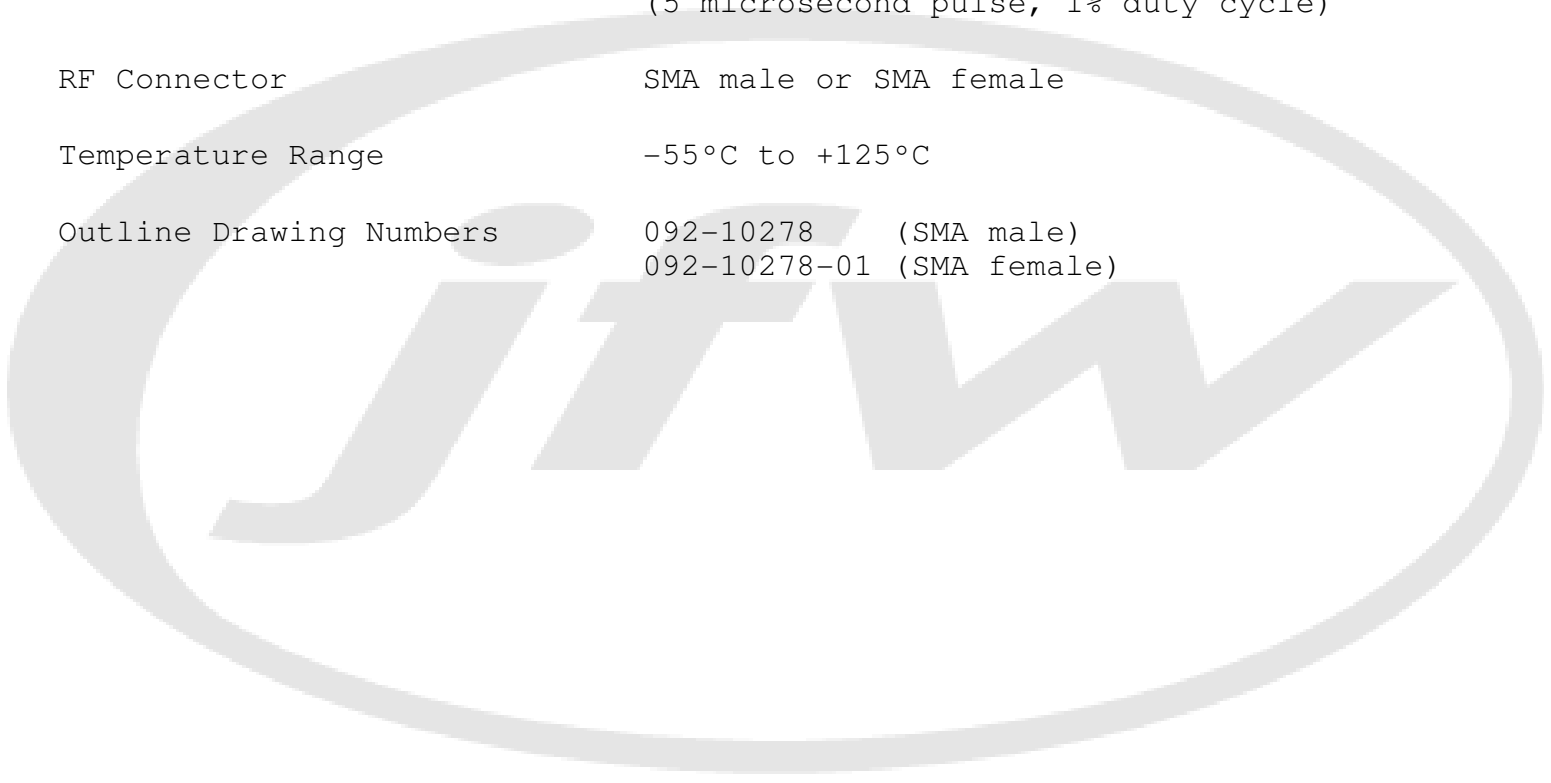 (5 microsecond pulse, 1% duty cycle)
RF Connector SMA male or SMA female
Temperature Range -55°C to +125°C
Outline Drawing Numbers 092-10278 (SMA male)
092-10278-01 (SMA female)
jfw